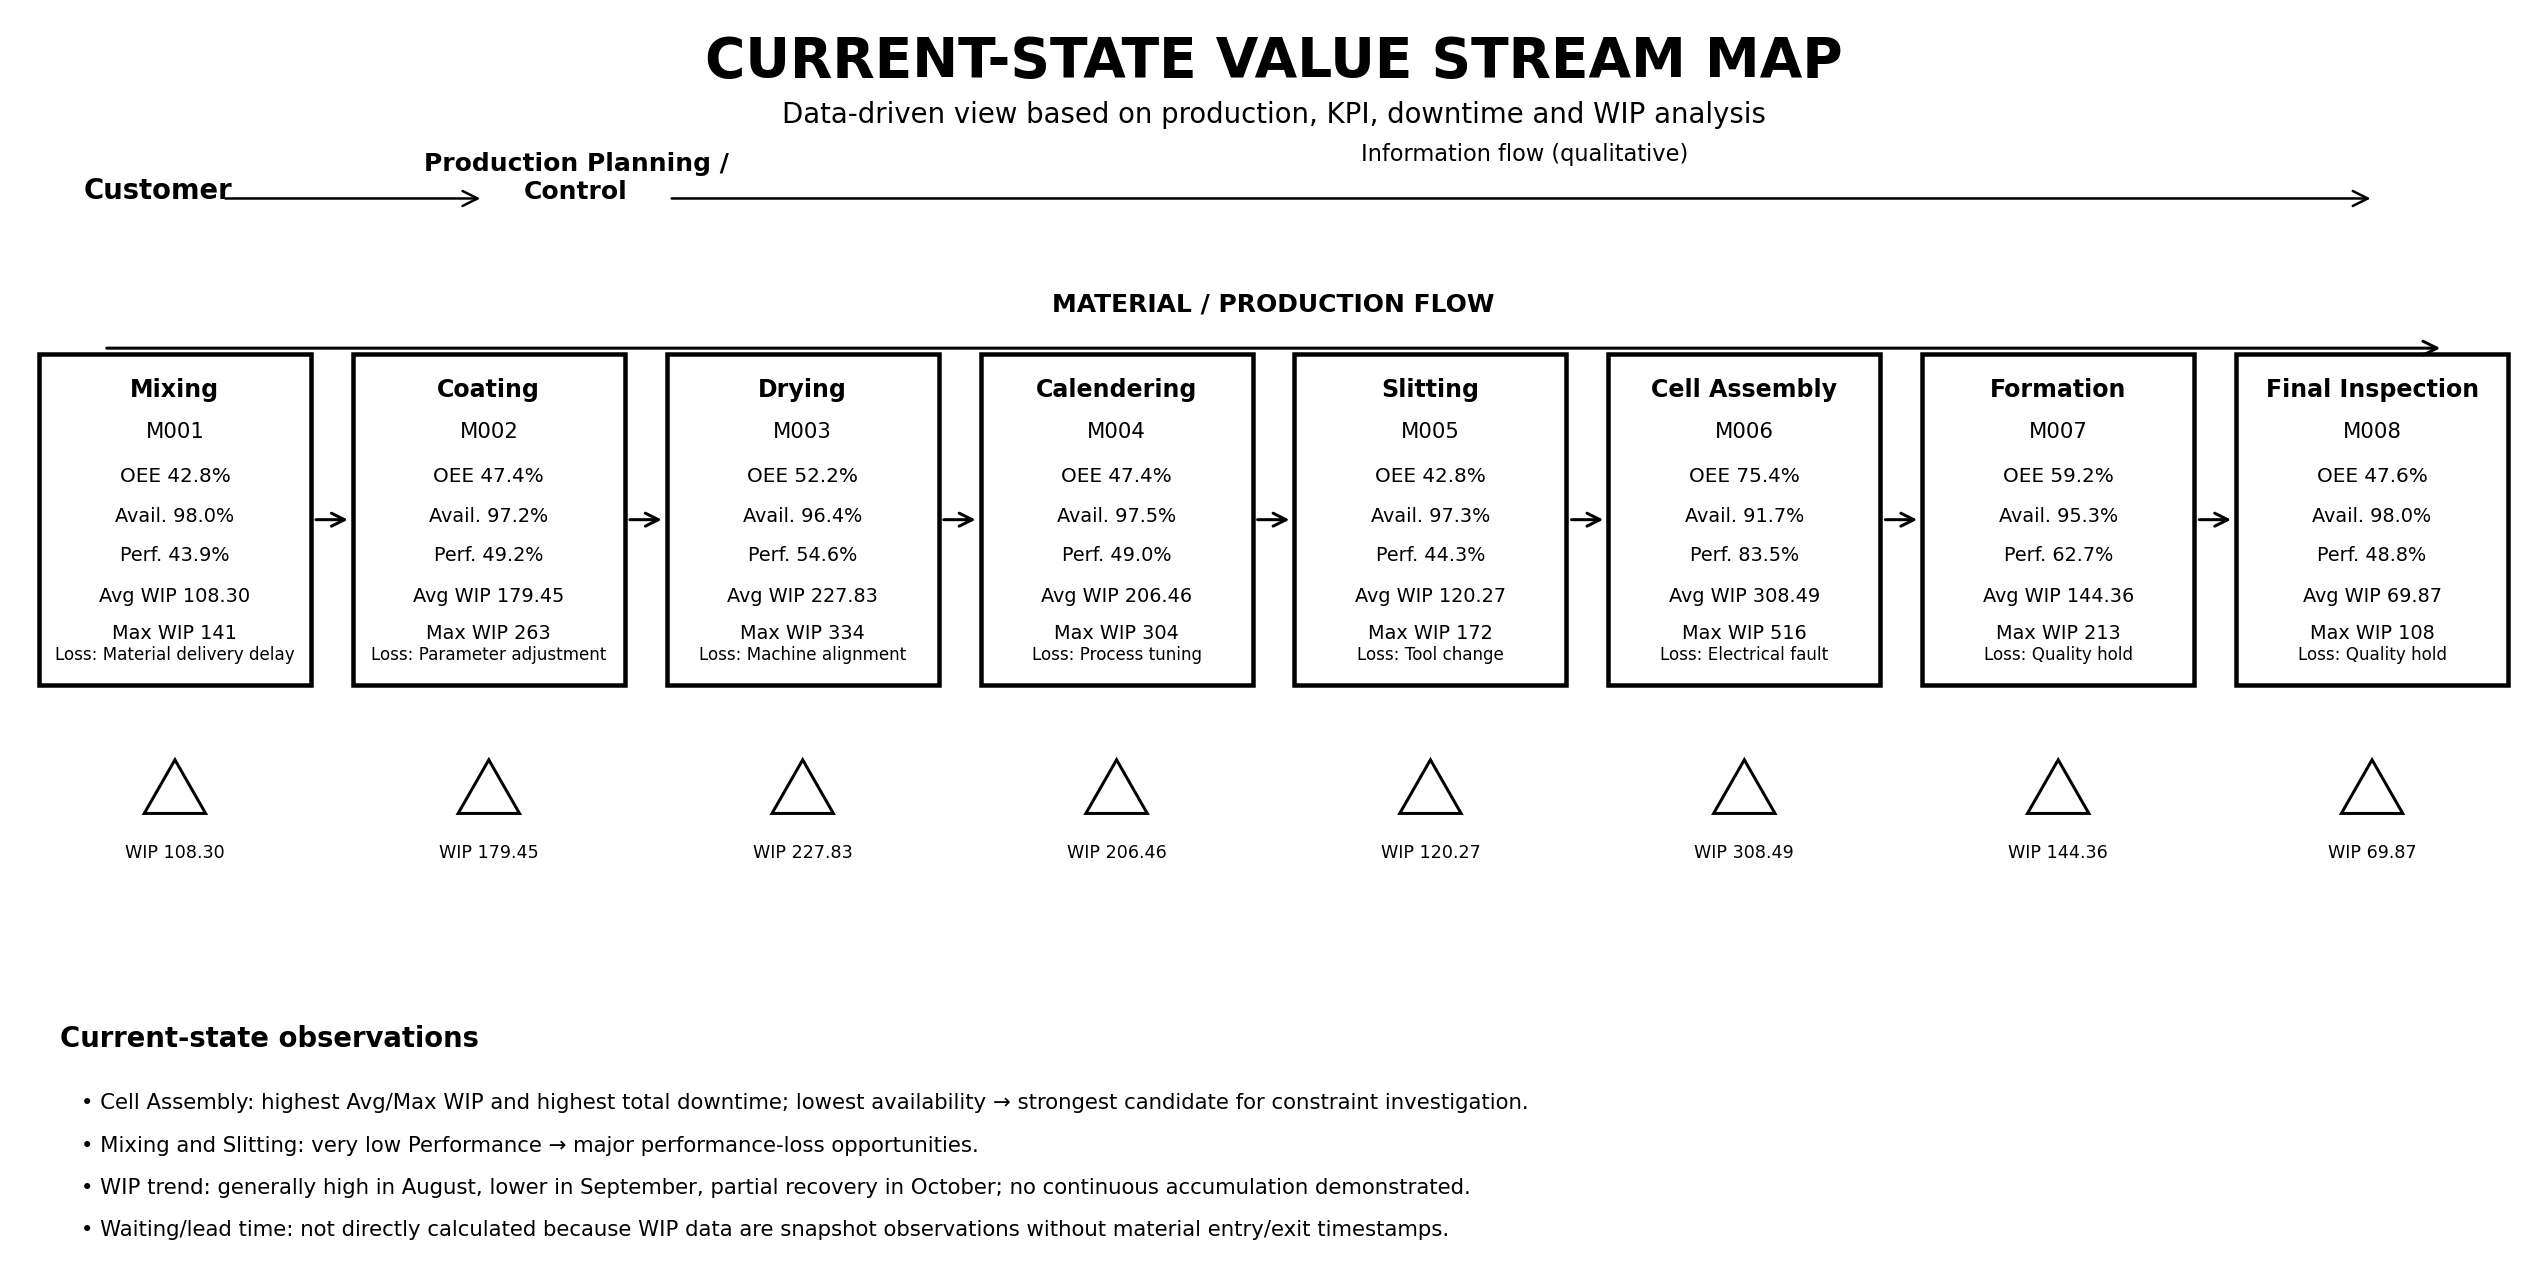 CURRENT-STATE VALUE STREAM MAP
Data-driven view based on production, KPI, downtime and WIP analysis
Information flow (qualitative)
Customer
Production Planning /
Control
MATERIAL / PRODUCTION FLOW
Mixing
M001
OEE 42.8%
Avail. 98.0%
Perf. 43.9%
Avg WIP 108.30
Max WIP 141
Loss: Material delivery delay
Coating
M002
OEE 47.4%
Avail. 97.2%
Perf. 49.2%
Avg WIP 179.45
Max WIP 263
Loss: Parameter adjustment
Drying
M003
OEE 52.2%
Avail. 96.4%
Perf. 54.6%
Avg WIP 227.83
Max WIP 334
Loss: Machine alignment
Calendering
M004
OEE 47.4%
Avail. 97.5%
Perf. 49.0%
Avg WIP 206.46
Max WIP 304
Loss: Process tuning
Slitting
M005
OEE 42.8%
Avail. 97.3%
Perf. 44.3%
Avg WIP 120.27
Max WIP 172
Loss: Tool change
Cell Assembly
M006
OEE 75.4%
Avail. 91.7%
Perf. 83.5%
Avg WIP 308.49
Max WIP 516
Loss: Electrical fault
Formation
M007
OEE 59.2%
Avail. 95.3%
Perf. 62.7%
Avg WIP 144.36
Max WIP 213
Loss: Quality hold
Final Inspection
M008
OEE 47.6%
Avail. 98.0%
Perf. 48.8%
Avg WIP 69.87
Max WIP 108
Loss: Quality hold
WIP 108.30
WIP 179.45
WIP 227.83
WIP 206.46
WIP 120.27
WIP 308.49
WIP 144.36
WIP 69.87
Current-state observations
• Cell Assembly: highest Avg/Max WIP and highest total downtime; lowest availability → strongest candidate for constraint investigation.
• Mixing and Slitting: very low Performance → major performance-loss opportunities.
• WIP trend: generally high in August, lower in September, partial recovery in October; no continuous accumulation demonstrated.
• Waiting/lead time: not directly calculated because WIP data are snapshot observations without material entry/exit timestamps.